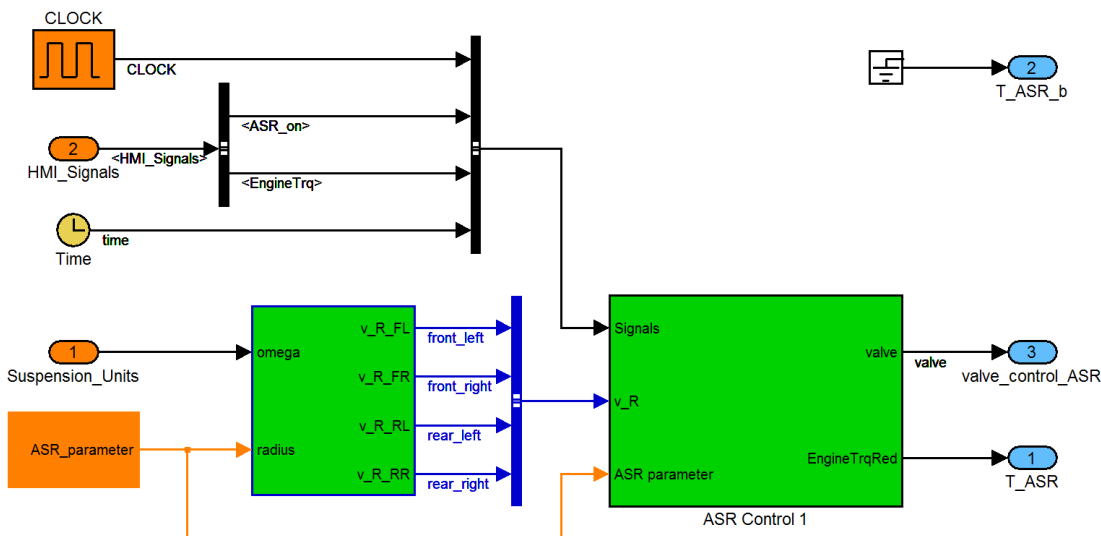 CLOCK
CLOCK
2
T_ASR_b
<ASR_on>
2
<HMI_Signals>
HMI_Signals
<EngineTrq>
time
Time
v_R_FL
front_left
Signals
omega
valve
valve
3
1
Suspension_Units
valve_control_ASR
v_R_FR
front_right
v_R
v_R_RL
rear_left
ASR_parameter
radius
EngineTrqRed
1
v_R_RR
rear_right
ASR parameter
T_ASR
ASR Control 1